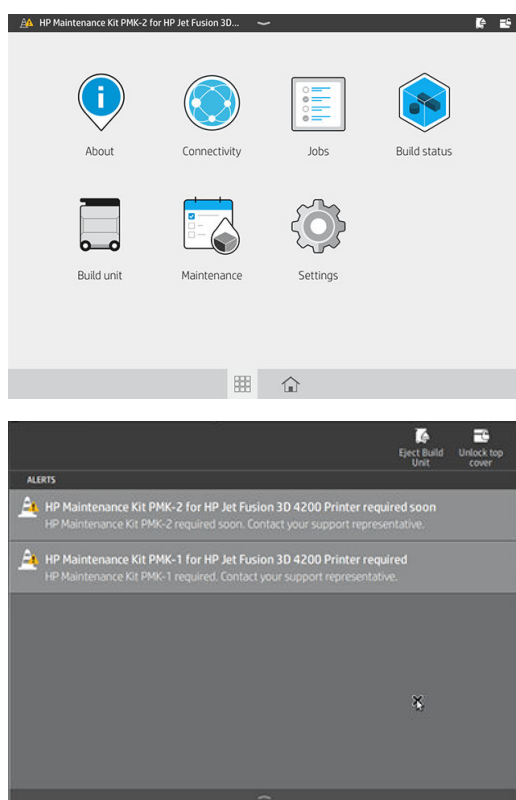 HP Maintenance Kit PMK-2 for HP Jet Fusion 3D...
About
Connectivity
Jobs
Build status
Build unit
Maintenance
Settings
Eject Build
Unit
Unlock top
cover
ALERTS
HP Maintenance Kit PMK-2 for HP Jet Fusion 3D 4200 Printer required soon
HP Maintenance Kit PMK-2 required soon. Contact your support representative.
HP Maintenance Kit PMK-1 for HP Jet Fusion 3D 4200 Printer required
HP Maintenance Kit PMK-1 required. Contact your support representative.